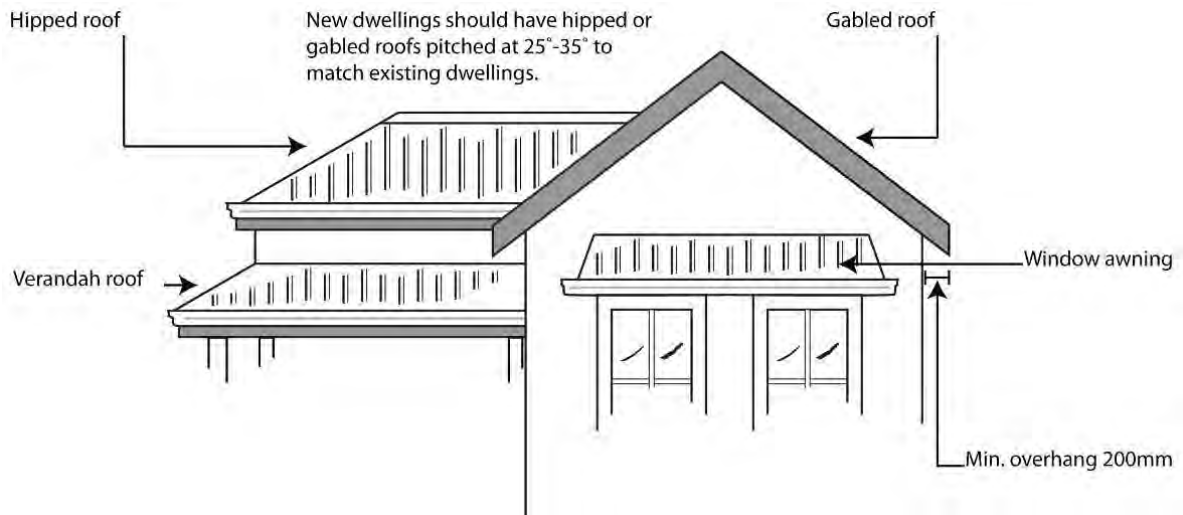 Hipped roof
New dwellings should have hipped or
gabled roofs pitched at 25˚-35˚ to
match existing dwellings.
Gabled roof
Verandah roof
Window awning
Min. overhang 200mm